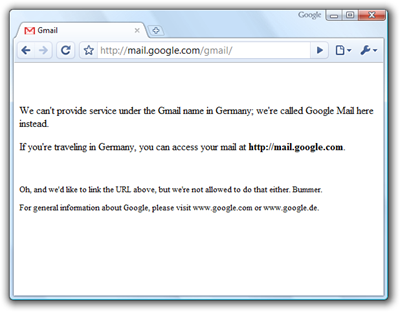 Google
Gmail
http://mail.google.com/gmail/
We can't provide service under the Gmail name in Germany; we're called Google Mail here
instead.
If you're traveling in Germany, you can access your mail at http://mail.google.com.
Oh, and we'd like to link the URL above, but we're not allowed to do that either. Bummer.
For general information about Google, please visit www.google.com or www.google.de.